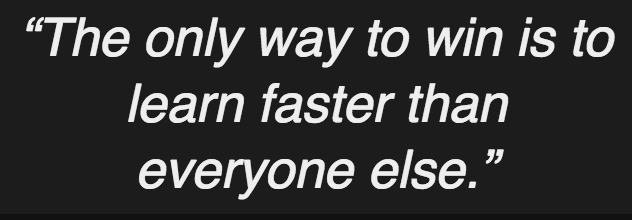 “The only way to win is to
learn faster than
everyone else.”